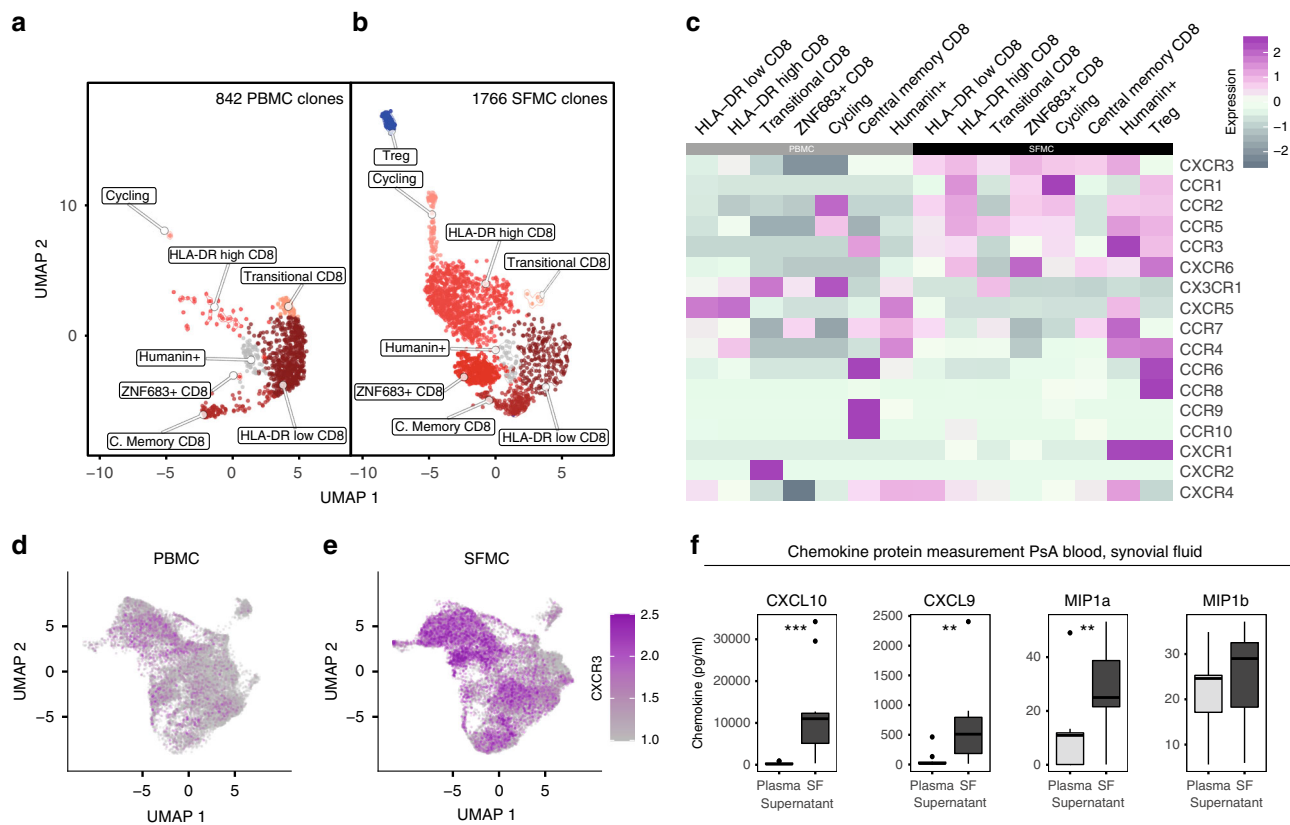 a
b
842 PBMC clones
1766 SFMC clones
UMAP 2
10
0
Cycling
HLA-DR high CD8
Transitional CD8
Humanin+
ZNF683+ CD8
C. Memory CD8
HLA-DR low CD8
Treg
Cycling
HLA-DR high CD8
Transitional CD8
Humanin+
ZNF683+ CD8
C. Memory CD8
HLA-DR low CD8
−10 −5 0 5 −10 −5 0 5
UMAP 1
c
HLA−DR low CD8
HLA−DR high CD8
Transitional CD8
ZNF683+ CD8
Cycling
Central memory CD8
Humanin+
HLA−DR low CD8
HLA−DR high CD8
Transitional CD8
ZNF683+ CD8
Cycling
Central memory CD8
Humanin+
Treg
PBMC
SFMC
CXCR3
CCR1
CCR2
CCR5
CCR3
CXCR6
CX3CR1
CXCR5
CCR7
CCR4
CCR6
CCR8
CCR9
CCR10
CXCR1
CXCR2
CXCR4
Expression
2
1
0
−1
−2
d
PBMC
UMAP 2
5
0
−5
−5 0 5
UMAP 1
e
SFMC
UMAP 2
5
0
−5
−5 0 5
UMAP 1
CXCR3
2.5
2.0
1.5
1.0
f
Chemokine protein measurement PsA blood, synovial fluid
Chemokine (pg/ml)
CXCL10
***
30000
10000
0
Plasma SF
Supernatant
CXCL9
**
2500
2000
1500
1000
500
0
Plasma SF
Supernatant
MIP1a
**
40
20
0
Plasma SF
Supernatant
MIP1b
30
20
10
Plasma SF
Supernatant